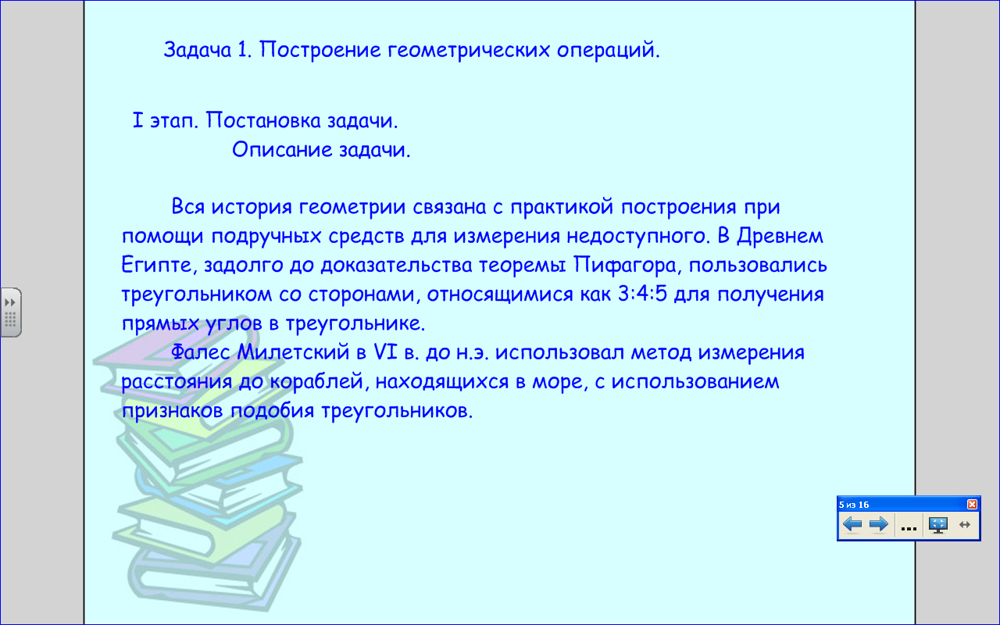 Задача 1. Построение геометрических операций.
I этап. Постановка задачи.
Описание задачи.
Вся история геометрии связана с практикой построения при
помощи подручных средств для измерения недоступного. В Древнем
Египте, задолго до доказательства теоремы Пифагора, пользовались
треугольником со сторонами, относящимися как 3:4:5 для получения
прямых углов в треугольнике.
Фалес Милетский в VI в. до н.э. использовал метод измерения
расстояния до кораблей, находящихся в море, с использованием
признаков подобия треугольников.
5 из 16
...